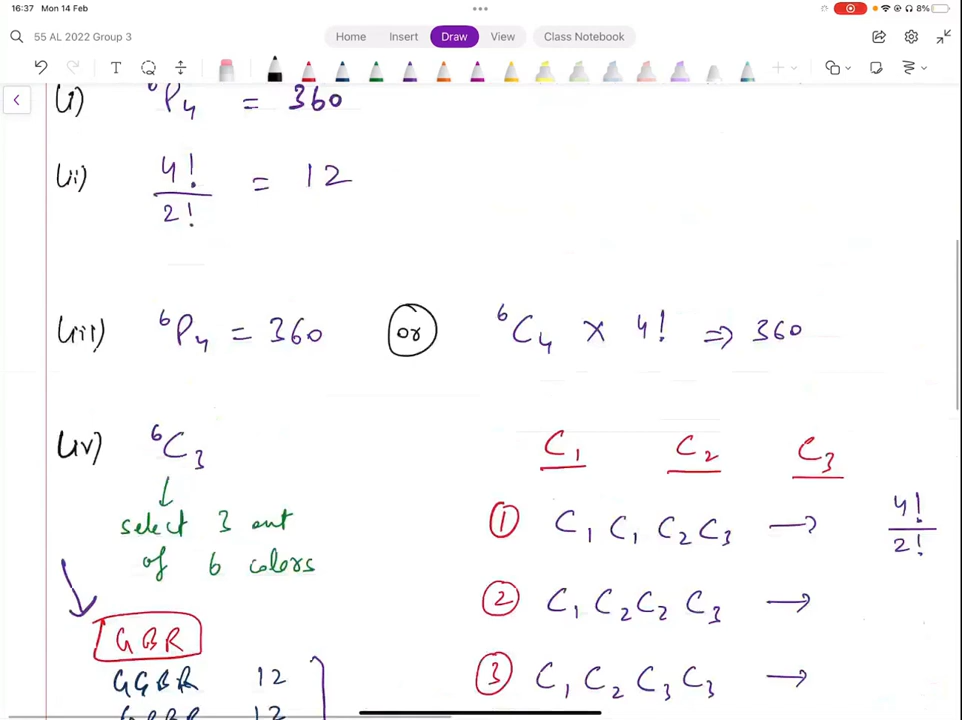 16:37 Mon 14 Feb
8%
55 AL 2022 Group 3
Home Insert Draw View Class Notebook
(i) ⁶P₄ = 360
(ii) 4!/2! = 12
(iii) ⁶P₄ = 360 or ⁶C₄ × 4! ⇒ 360
(iv) ⁶C₃
↓
select 3 out
of 6 colors
GBR
GGBR 12
GBBR 12
C₁ C₂ C₃
① C₁ C₁ C₂ C₃ → 4!/2!
② C₁ C₂ C₂ C₃ →
③ C₁ C₂ C₃ C₃ →